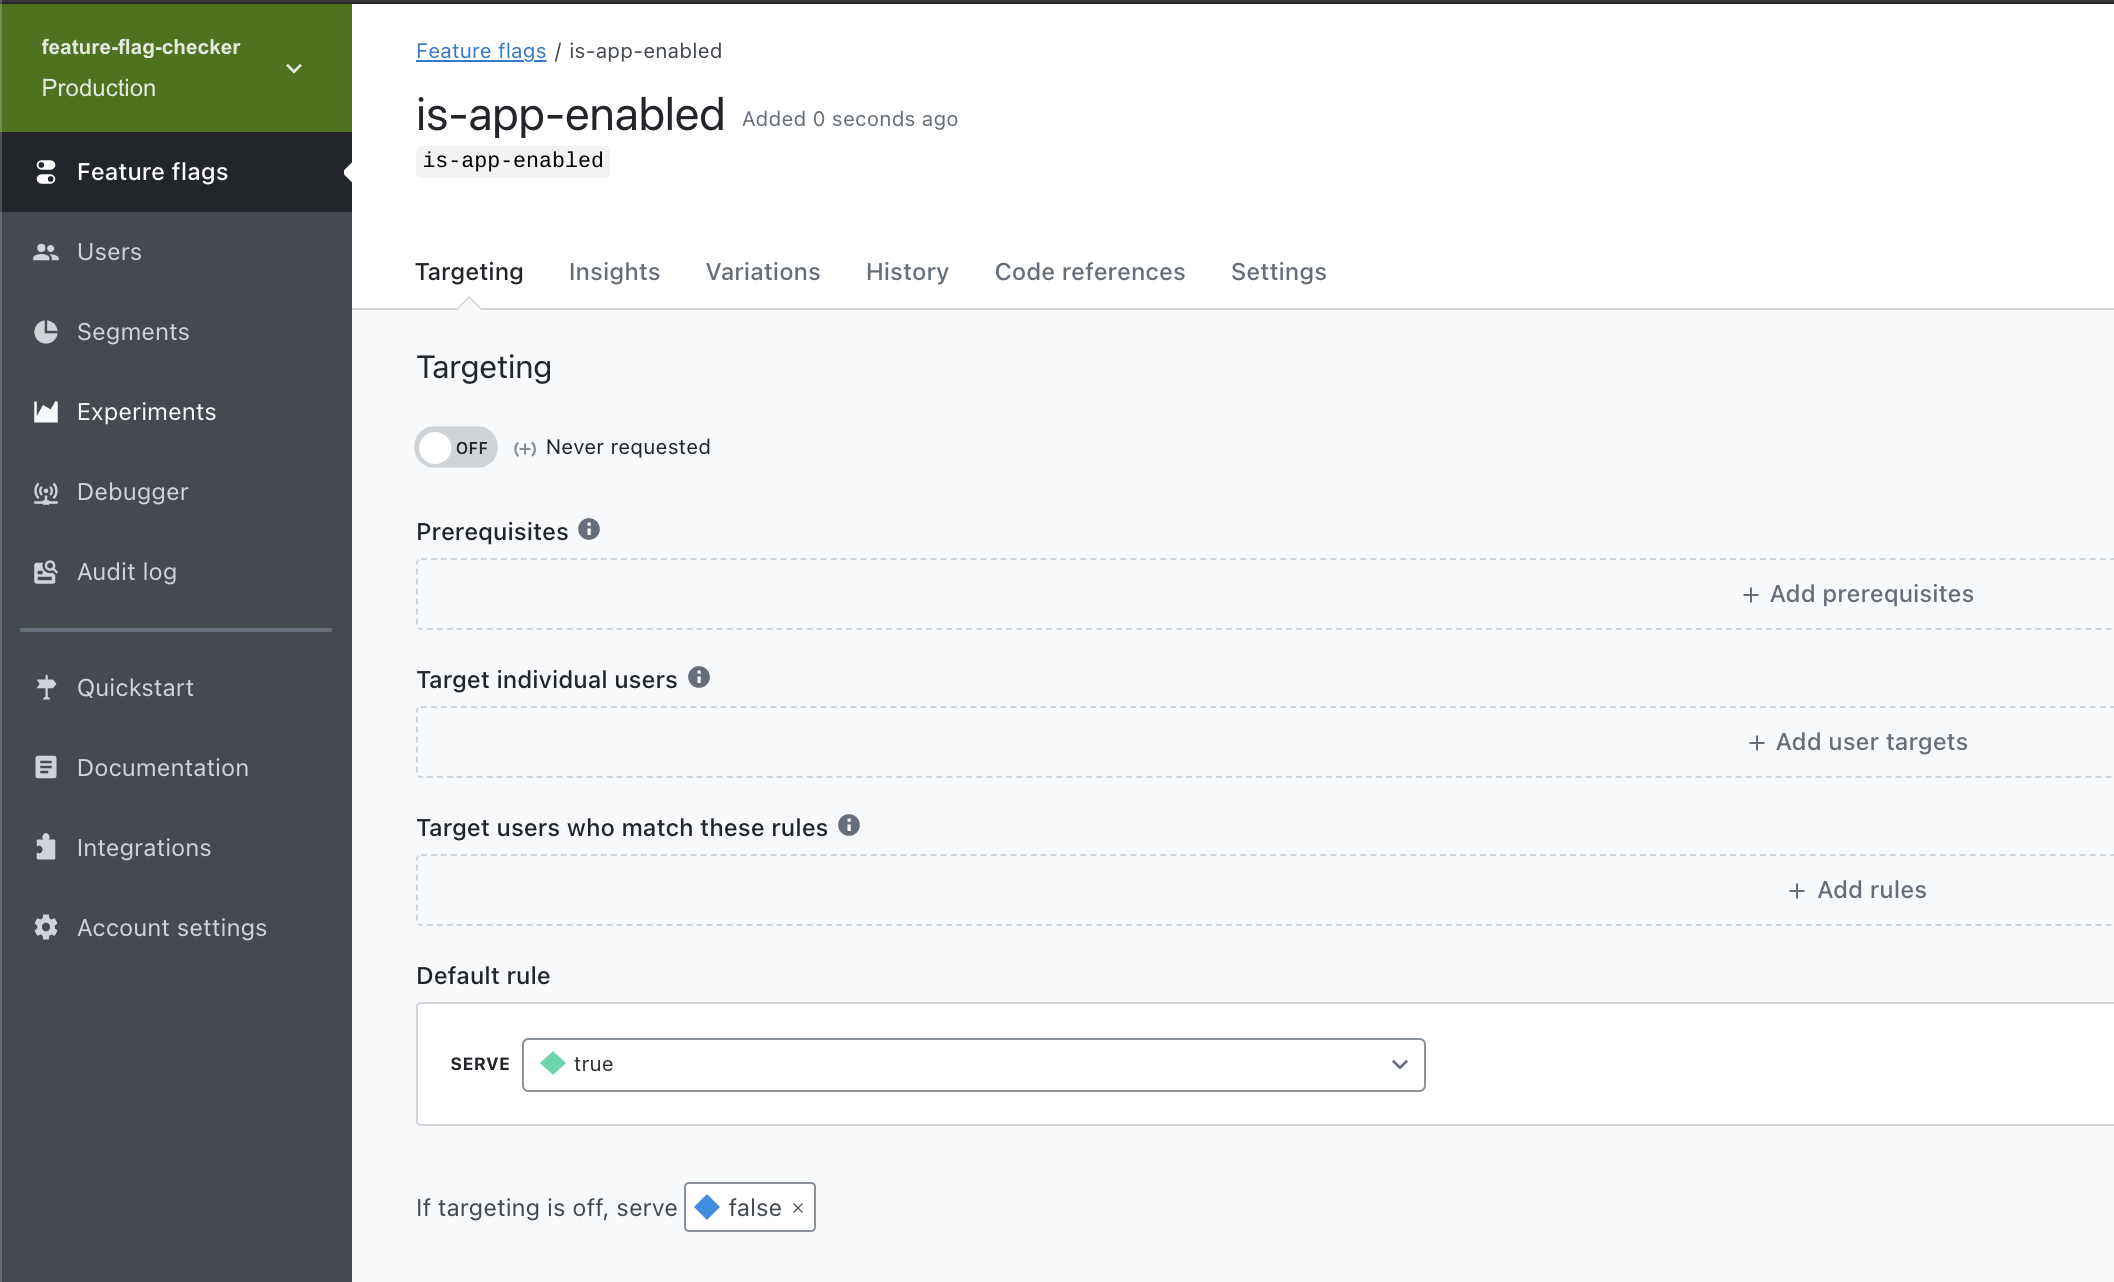 feature-flag-checker
Production
Feature flags
Users
Segments
Experiments
Debugger
Audit log
Quickstart
Documentation
Integrations
Account settings
Feature flags / is-app-enabled
is-app-enabled Added 0 seconds ago
is-app-enabled
Targeting Insights Variations History Code references Settings
Targeting
OFF (+) Never requested
Prerequisites
+ Add prerequisites
Target individual users
+ Add user targets
Target users who match these rules
+ Add rules
Default rule
SERVE true
If targeting is off, serve false ×